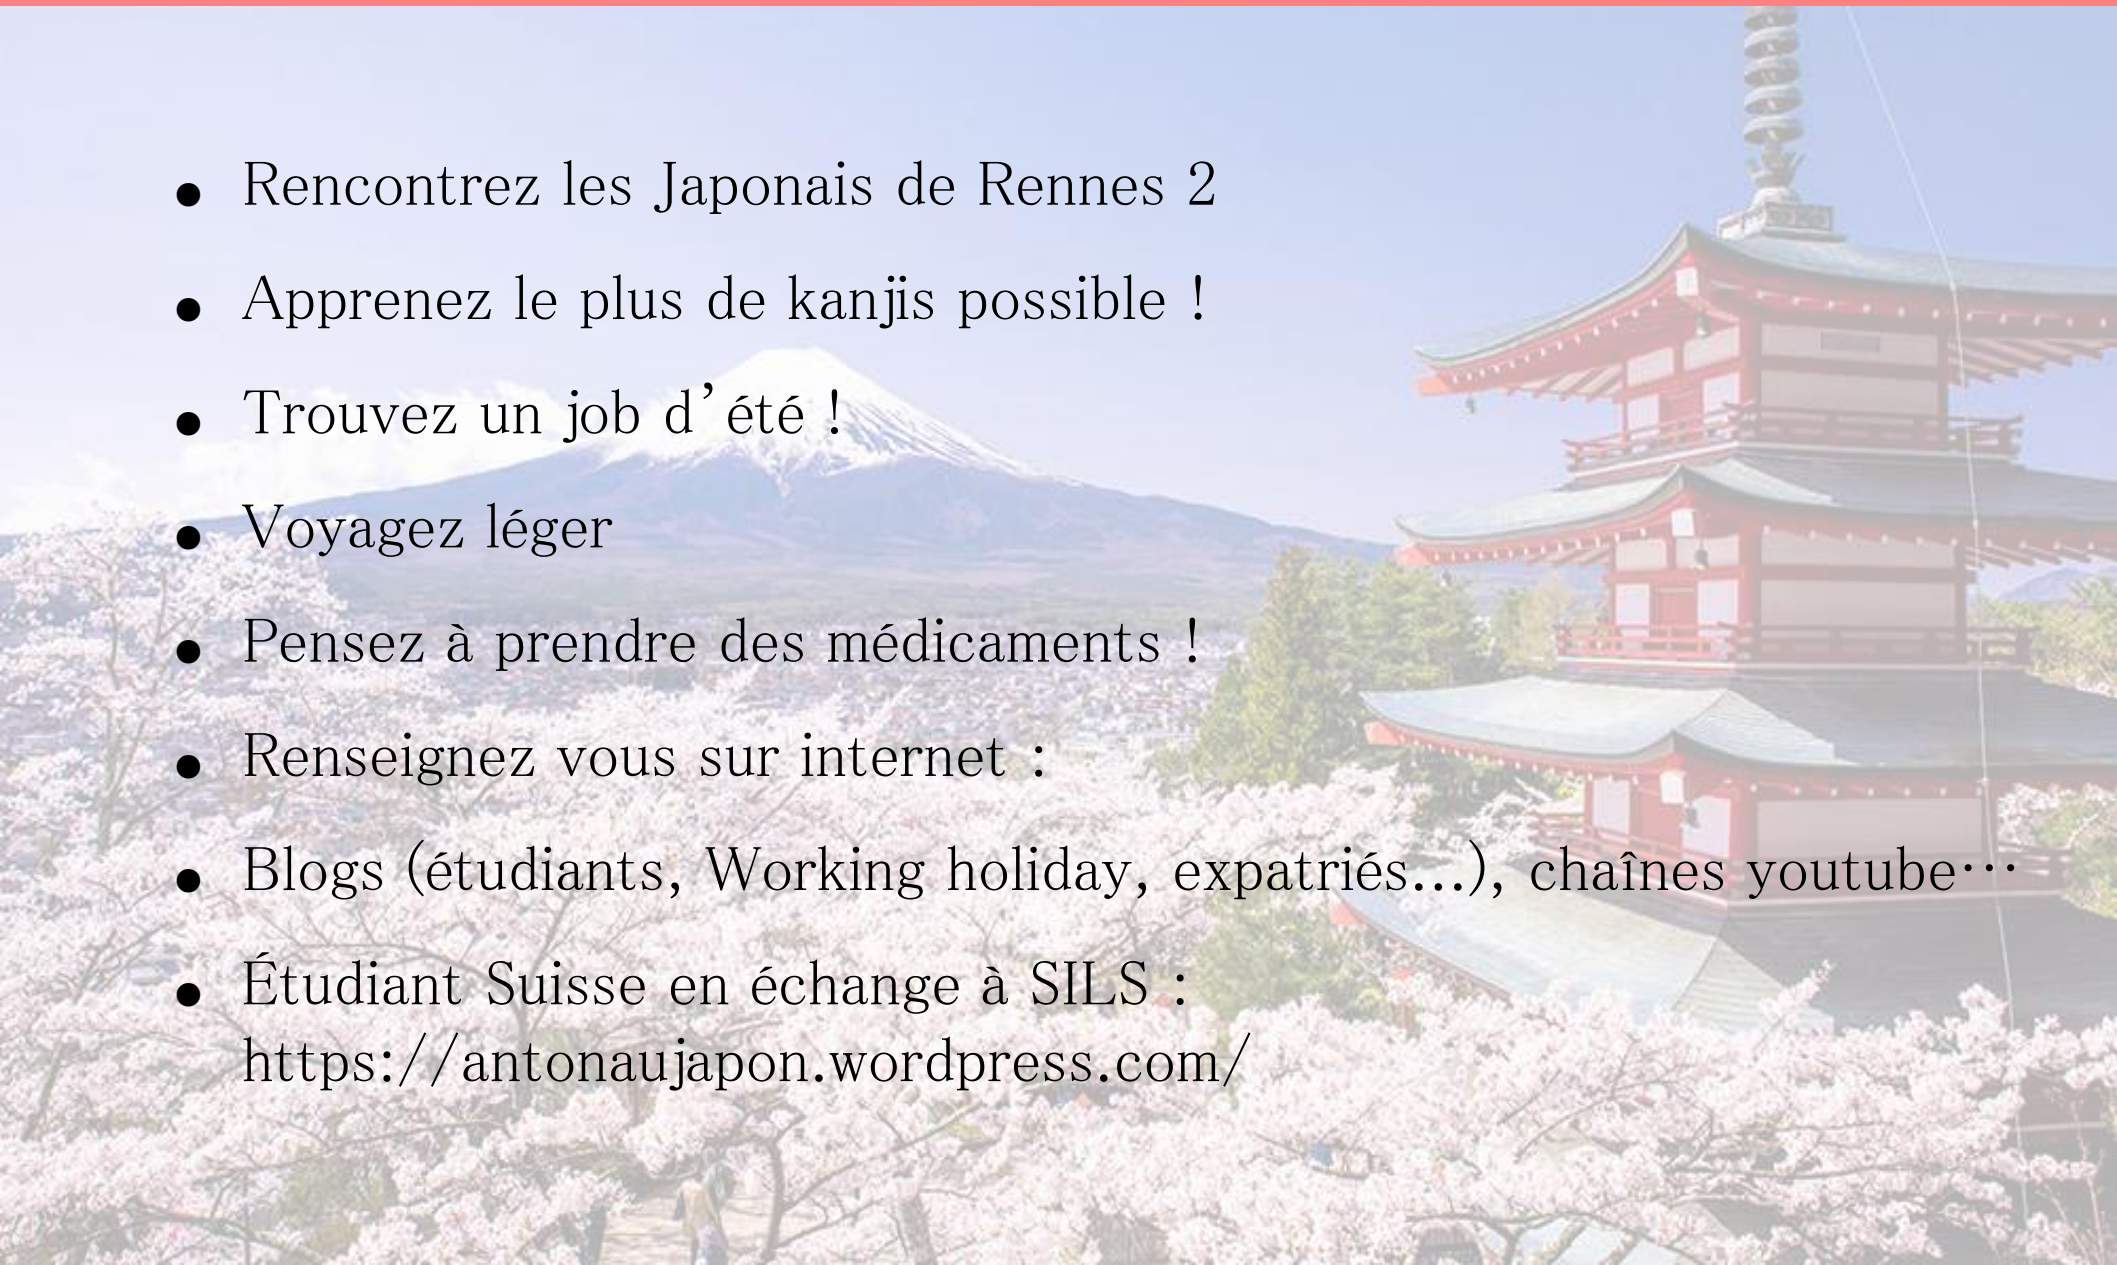 • Rencontrez les Japonais de Rennes 2
• Apprenez le plus de kanjis possible !
• Trouvez un job d’été !
• Voyagez léger
• Pensez à prendre des médicaments !
• Renseignez vous sur internet :
• Blogs (étudiants, Working holiday, expatriés...), chaînes youtube…
• Étudiant Suisse en échange à SILS :
https://antonaujapon.wordpress.com/